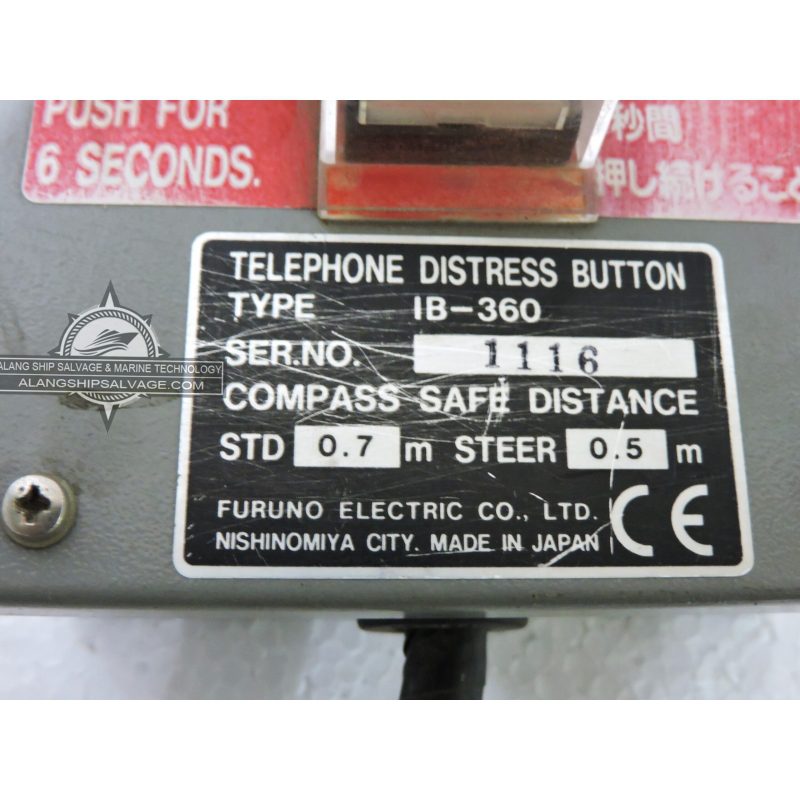 PUSH FOR
6 SECONDS.
秒間
押し続けること
TELEPHONE DISTRESS BUTTON
TYPE IB-360
SER.NO. 1116
COMPASS SAFE DISTANCE
STD 0.7 m STEER 0.5 m
FURUNO ELECTRIC CO., LTD.
NISHINOMIYA CITY. MADE IN JAPAN
CE
ALANG SHIP SALVAGE & MARINE TECHNOLOGY
ALANGSHIPSALVAGE.COM